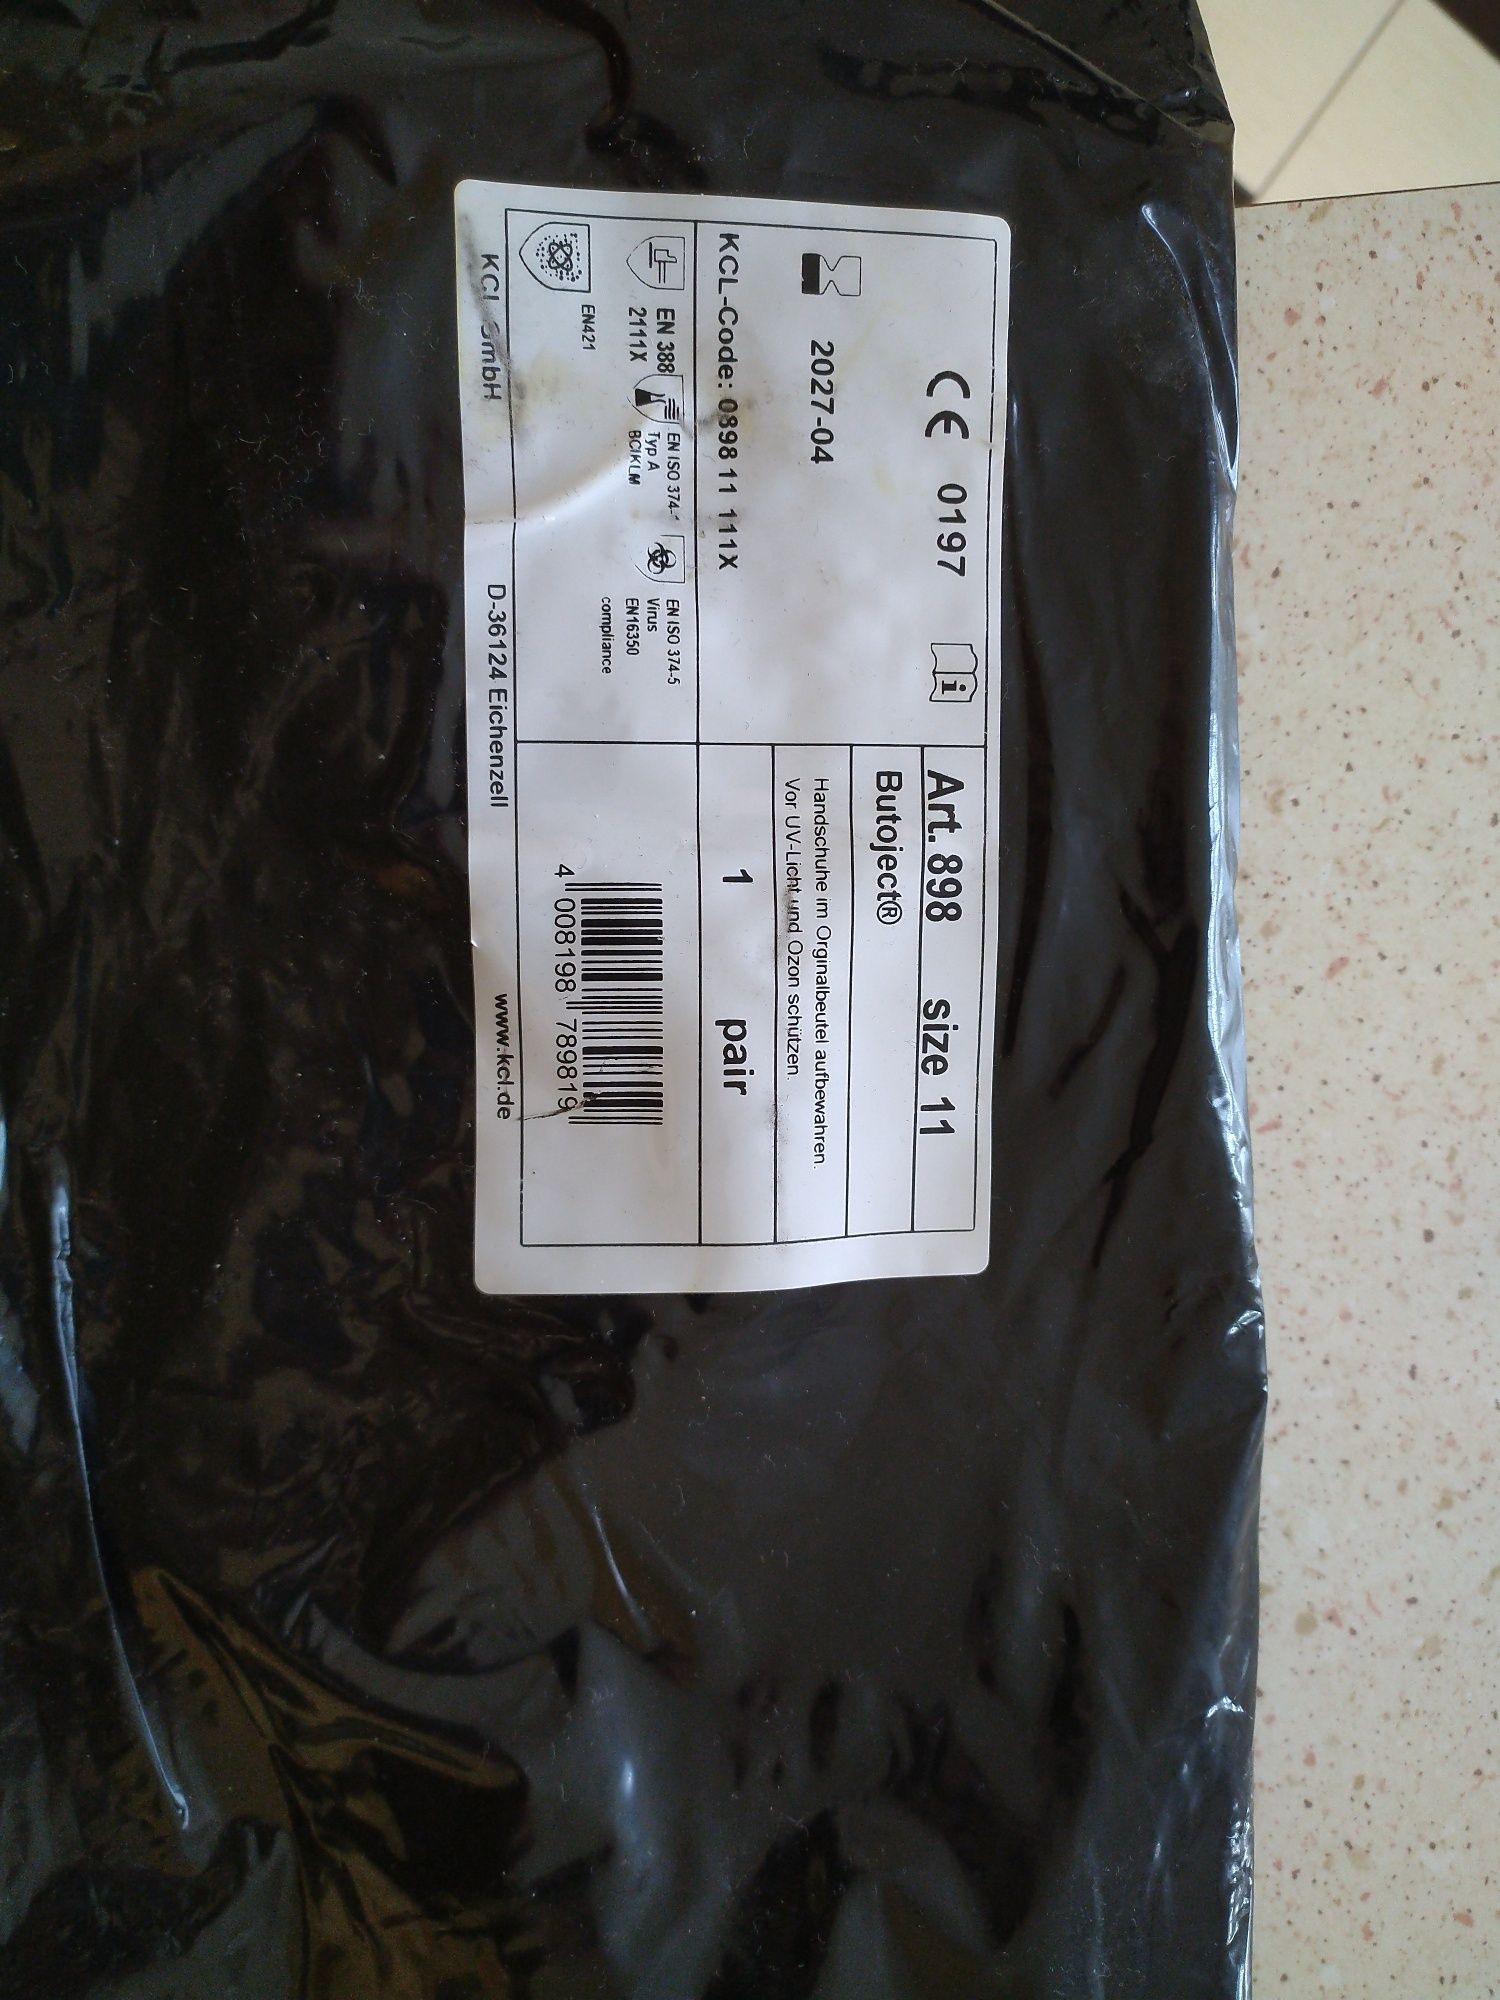 CE 0197
2027-04
KCL-Code: 0898 11 111X
EN 388
2111X
EN ISO 374-1
Typ A
BCIKLM
EN ISO 374-5
Virus
EN16350
compliance
EN421
Art. 898 size 11
Butoject®
Handschuhe im Orginalbeutel aufbewahren.
Vor UV-Licht und Ozon schützen.
1 pair
4 008198 789819
KCL GmbH D-36124 Eichenzell www.kcl.de